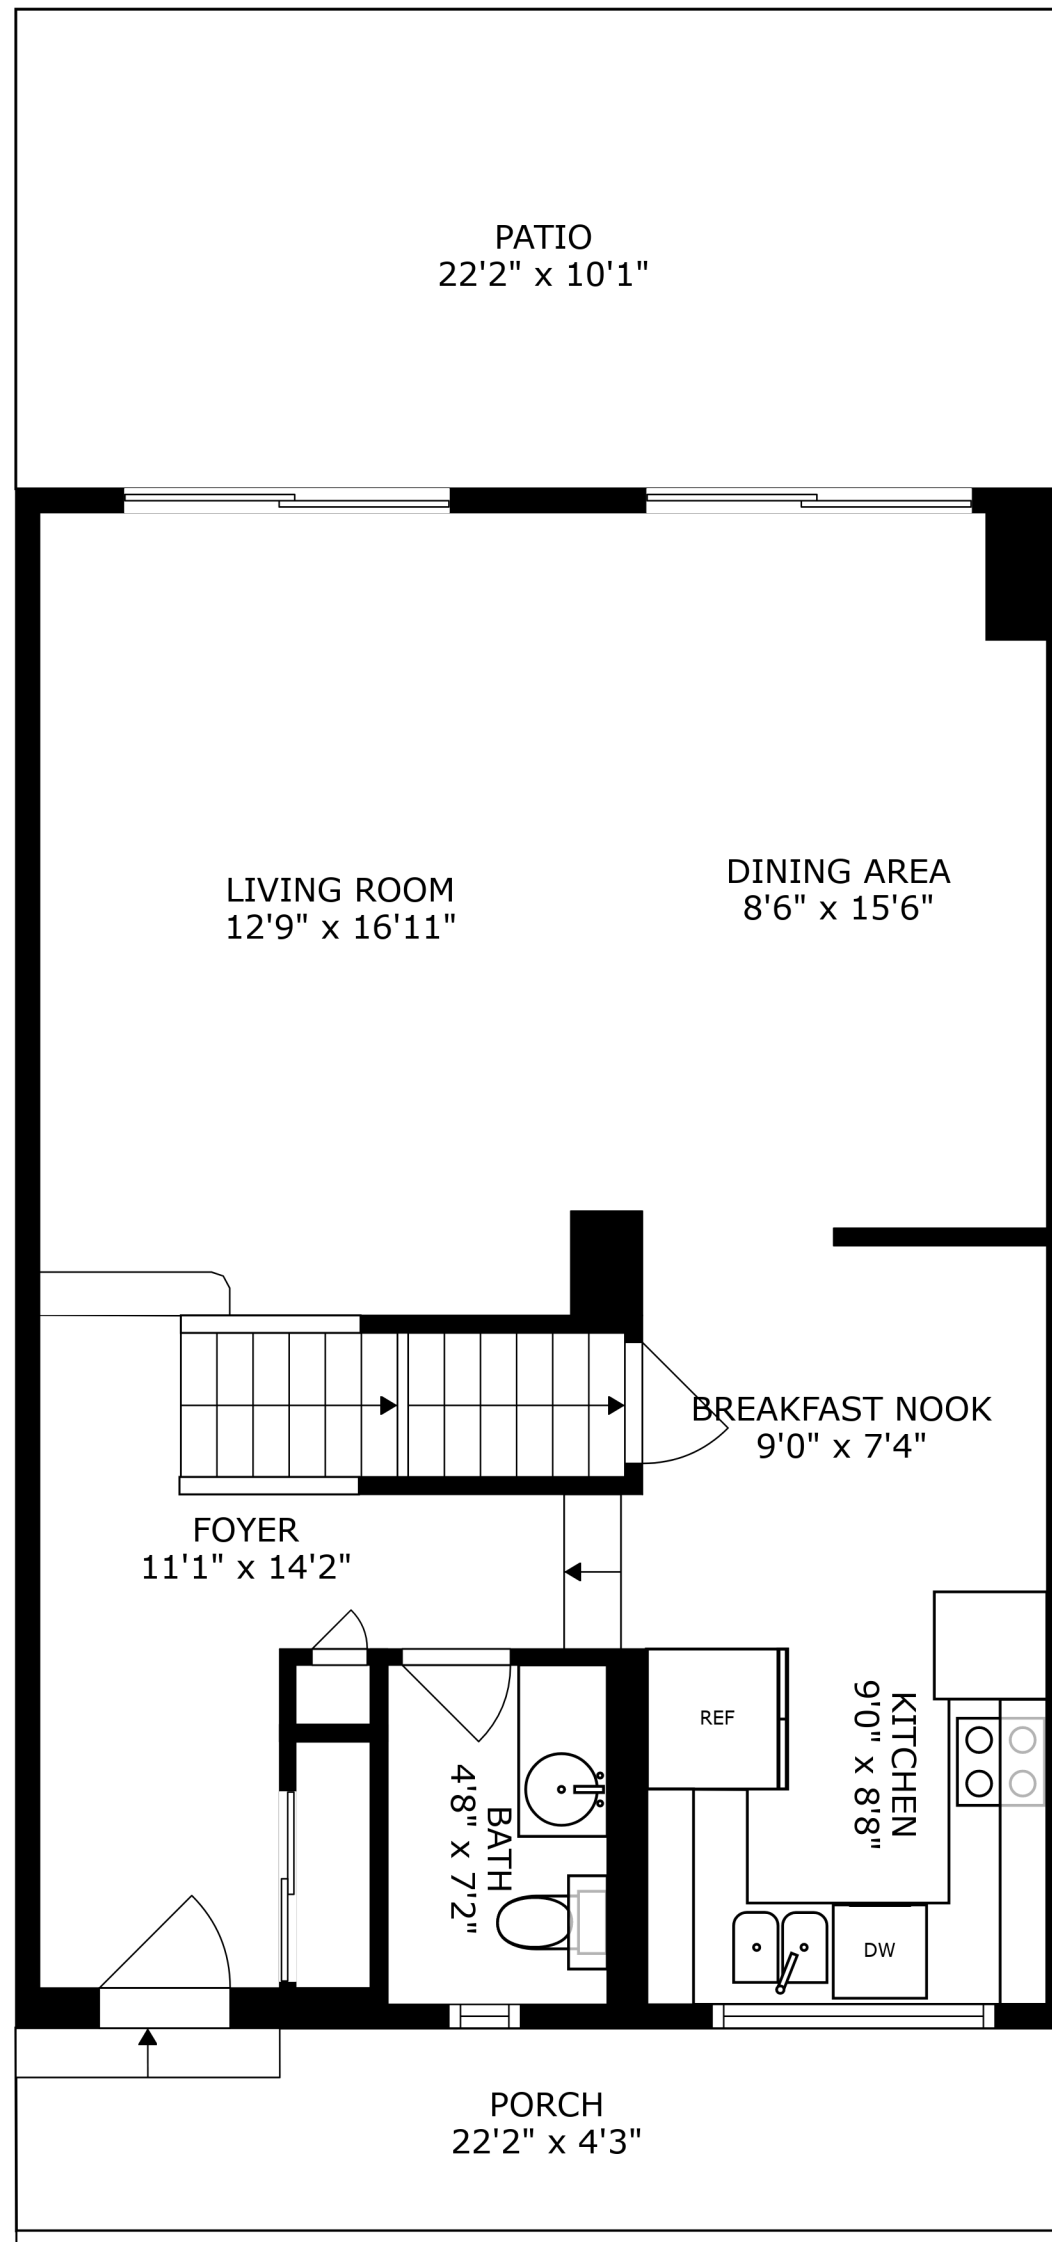 PATIO
22'2" x 10'1"
LIVING ROOM
12'9" x 16'11"
DINING AREA
8'6" x 15'6"
BREAKFAST NOOK
9'0" x 7'4"
FOYER
11'1" x 14'2"
REF
KITCHEN
9'0" x 8'8"
BATH
4'8" x 7'2"
DW
PORCH
22'2" x 4'3"